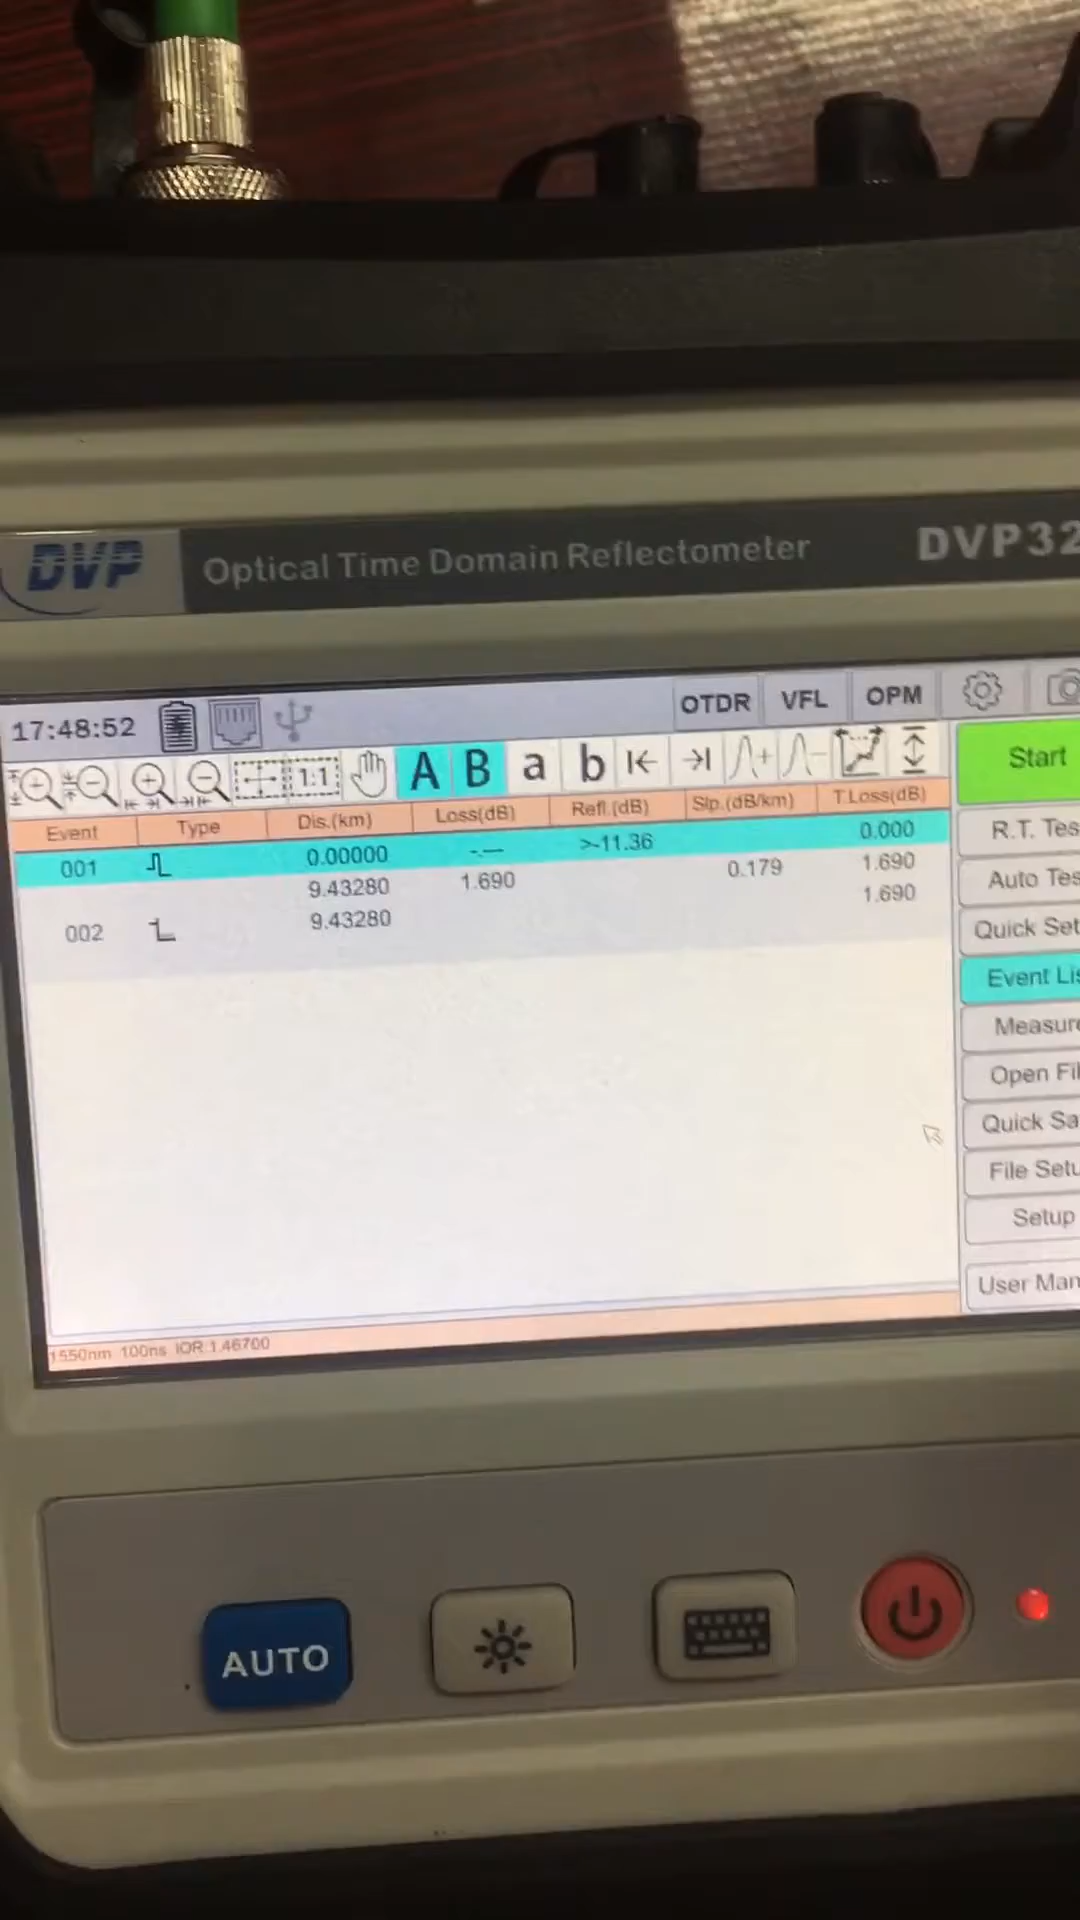 DVP
Optical Time Domain Reflectometer
DVP32
17:48:52
OTDR VFL OPM
1:1 A B a b
Event Type Dis.(km) Loss(dB) Refl.(dB) Slp.(dB/km) T.Loss(dB)
001 0.00000 -.-- >-11.36 0.000
9.43280 1.690 0.179 1.690
002 9.43280 1.690
Start
R.T. Tes
Auto Tes
Quick Set
Event Lis
Measure
Open Fil
Quick Sa
File Setu
Setup
User Man
1550nm 100ns IOR:1.46700
AUTO